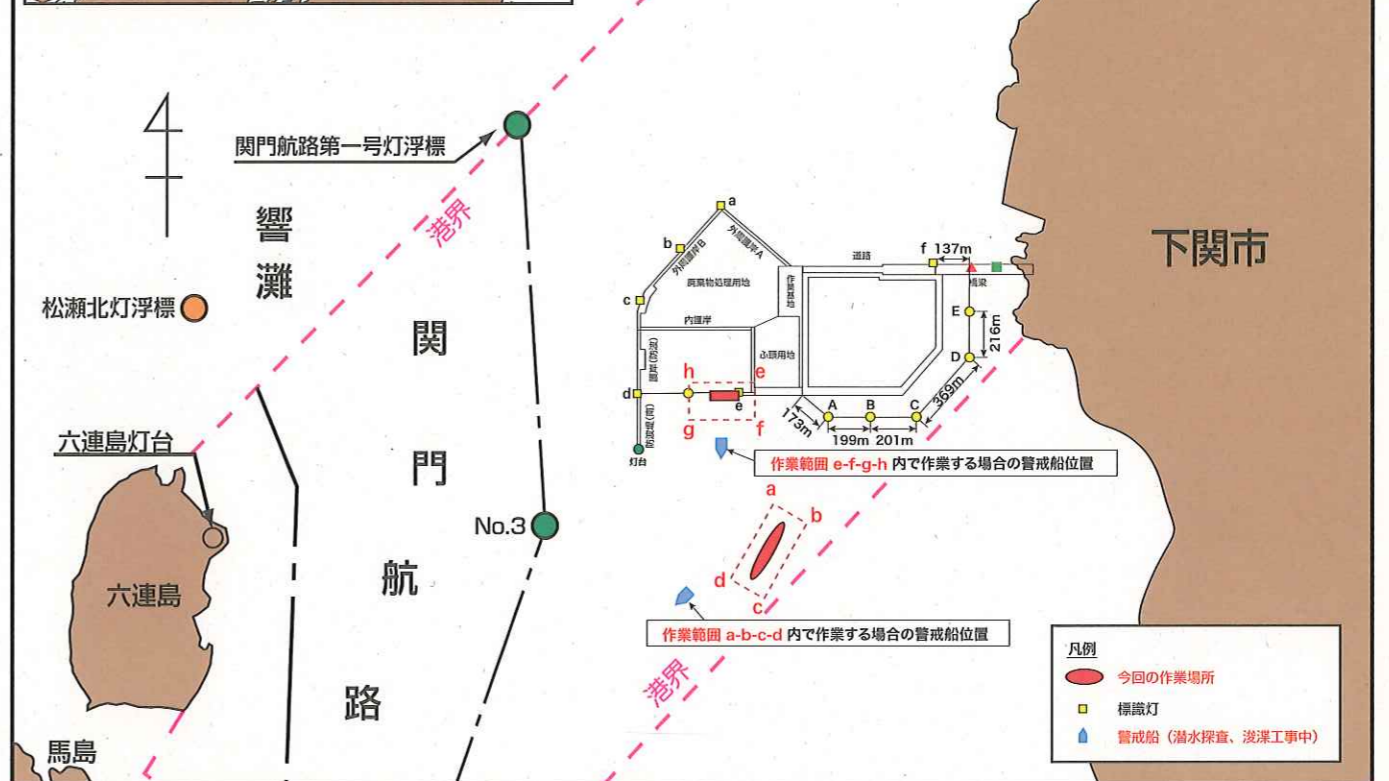 関門航路第一号灯浮標
響灘
港界
松瀬北灯浮標
関門航路
六連島灯台
六連島
馬島
No.3
下関市
a
b
c
d
外周護岸B
外周護岸A
廃棄物処理用地
作業基地
道路
f 137m
橋梁
内護岸
ふ頭用地
E
216m
D
369m
h
e
e
g
f
A
B
C
173m
199m
201m
灯台
作業範囲 e-f-g-h 内で作業する場合の警戒船位置
a
b
d
c
作業範囲 a-b-c-d 内で作業する場合の警戒船位置
港界
凡例
今回の作業場所
標識灯
警戒船(潜水探査、浚渫工事中)